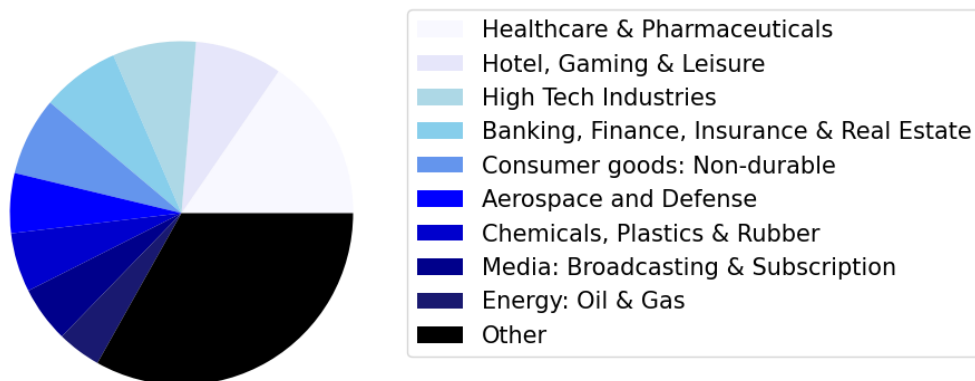 Healthcare & Pharmaceuticals
Hotel, Gaming & Leisure
High Tech Industries
Banking, Finance, Insurance & Real Estate
Consumer goods: Non-durable
Aerospace and Defense
Chemicals, Plastics & Rubber
Media: Broadcasting & Subscription
Energy: Oil & Gas
Other